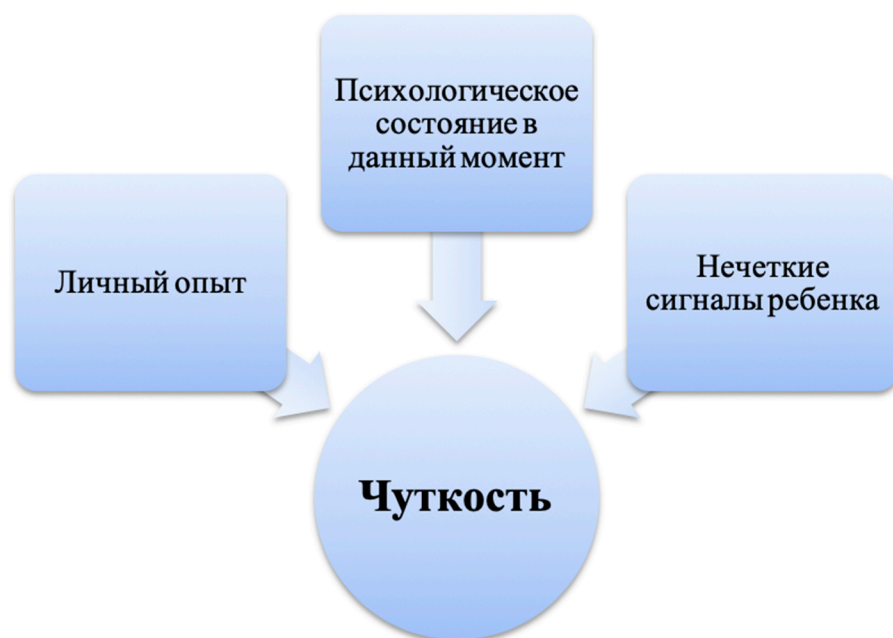 Психологическое
состояние в
данный момент
Личный опыт
Нечеткие
сигналы ребенка
Чуткость